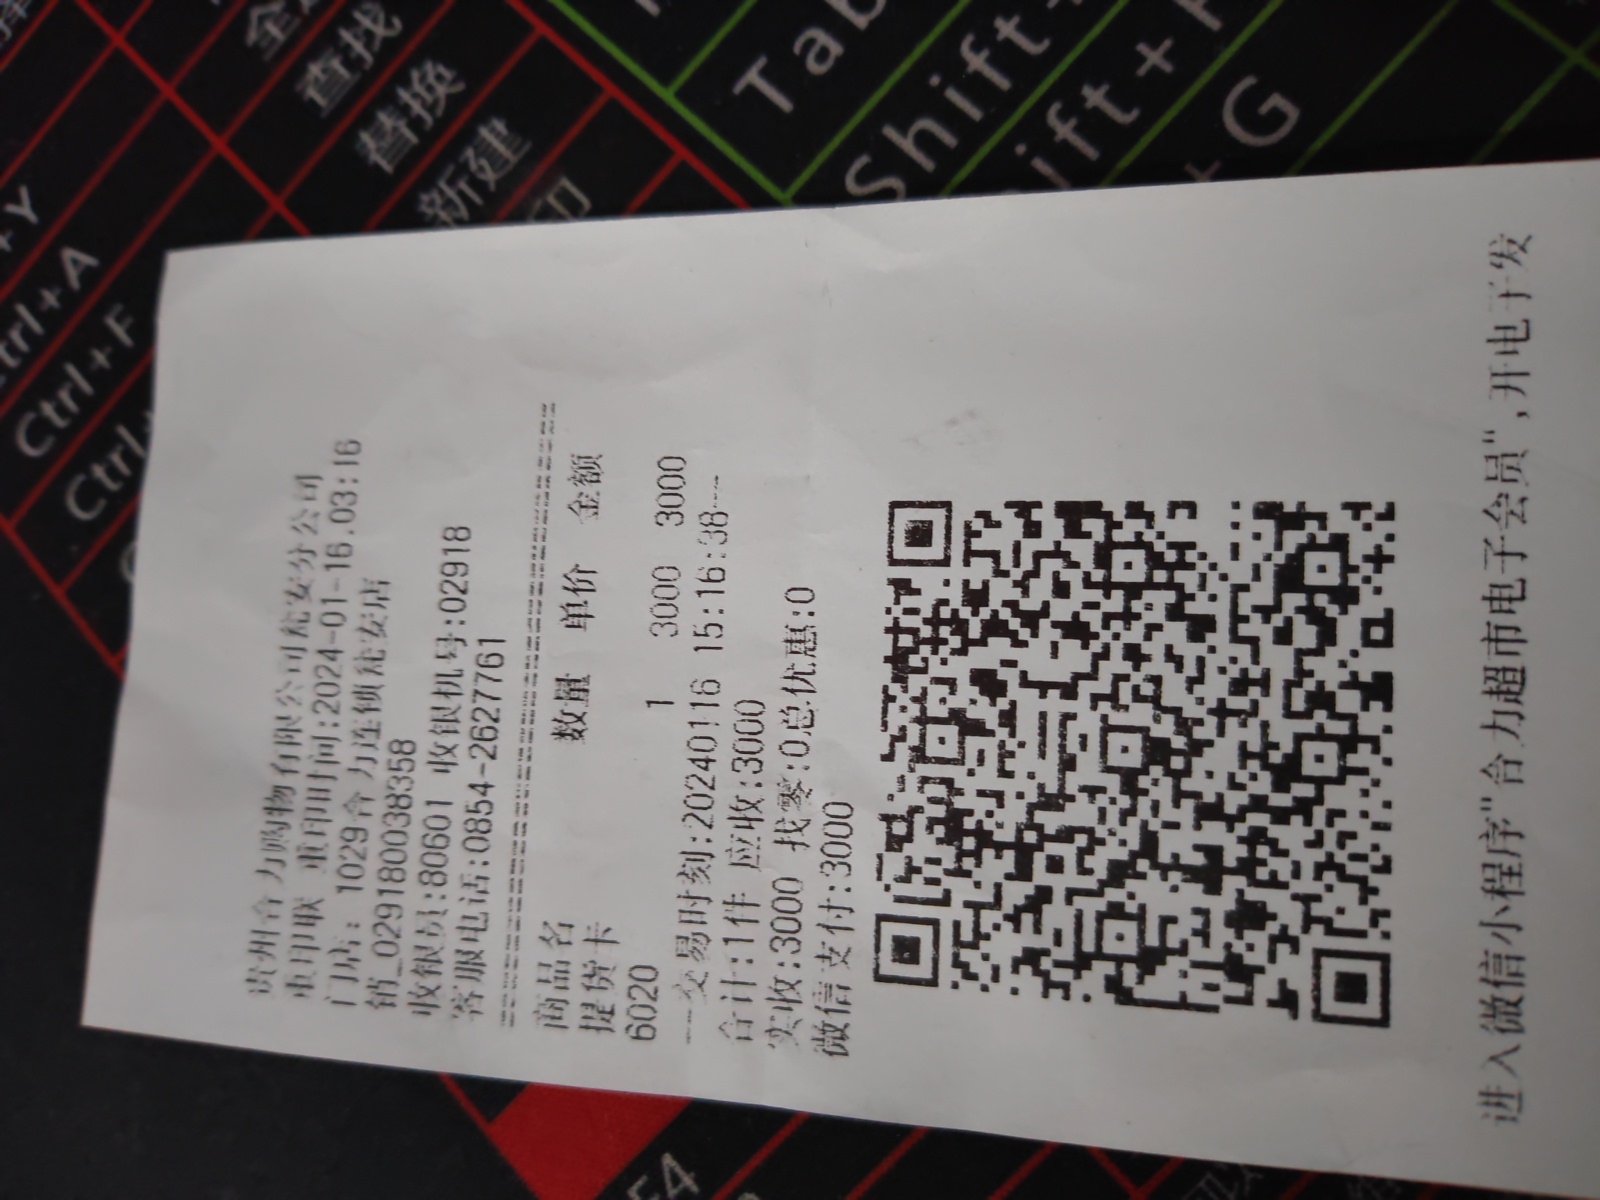 贵州合力购物有限公司瓮安分公司
重印联 重印时间:2024-01-16.03:16
门店: 1029合力连锁瓮安店
销_0291800038358
收银员:80601 收银机号:02918
客服电话:0854-2627761
商品名 数量 单价 金额
提货卡
6020 1 3000 3000
——交易时刻:20240116 15:16:38---
合计:1件 应收:3000
实收:3000 找零:0总优惠:0
微信支付:3000
进入微信小程序"合力超市电子会员",开电子发
查找
替换
新建
印
Tab
Shift+
Shift+F
+G
+Y
Ctrl+A
Ctrl+F
Ctrl+
F4